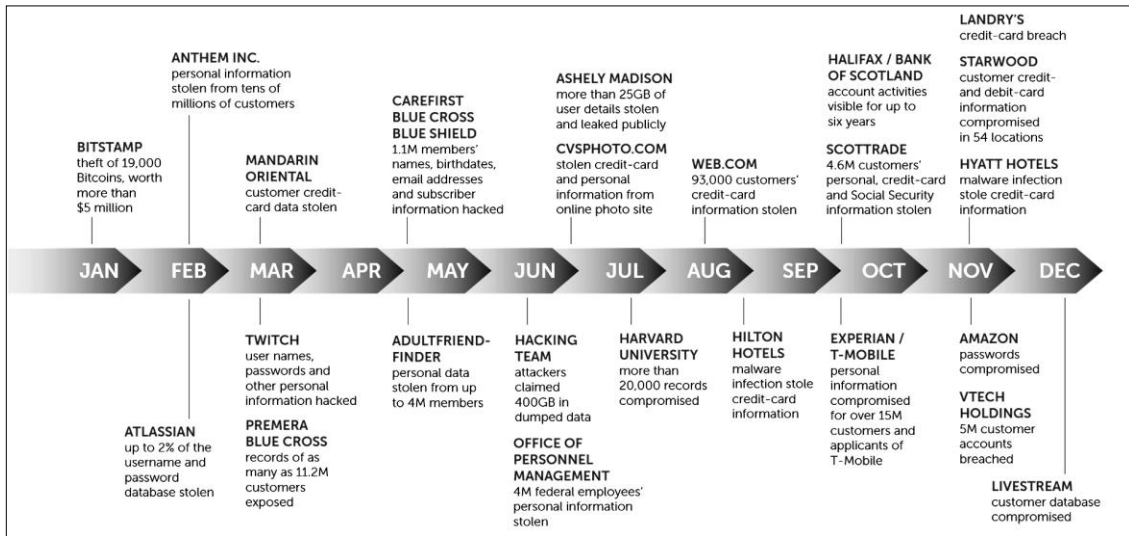 ANTHEM INC.
personal information
stolen from tens of
millions of customers
BITSTAMP
theft of 19,000
Bitcoins, worth
more than
$5 million
MANDARIN
ORIENTAL
customer credit-
card data stolen
CAREFIRST
BLUE CROSS
BLUE SHIELD
1.1M members'
names, birthdates,
email addresses
and subscriber
information hacked
ASHELY MADISON
more than 25GB of
user details stolen
and leaked publicly
CVSPHOTO.COM
stolen credit-card
and personal
information from
online photo site
WEB.COM
93,000 customers'
credit-card
information stolen
HALIFAX / BANK
OF SCOTLAND
account activities
visible for up to
six years
SCOTTRADE
4.6M customers'
personal, credit-card
and Social Security
information stolen
LANDRY'S
credit-card breach
STARWOOD
customer credit-
and debit-card
information
compromised
in 54 locations
HYATT HOTELS
malware infection
stole credit-card
information
JAN FEB MAR APR MAY JUN JUL AUG SEP OCT NOV DEC
ATLASSIAN
up to 2% of the
username and
password
database stolen
TWITCH
user names,
passwords and
other personal
information hacked
PREMERA
BLUE CROSS
records of as
many as 11.2M
customers
exposed
ADULTFRIEND-
FINDER
personal data
stolen from up
to 4M members
HACKING
TEAM
attackers
claimed
400GB in
dumped data
OFFICE OF
PERSONNEL
MANAGEMENT
4M federal employees'
personal information
stolen
HARVARD
UNIVERSITY
more than
20,000 records
compromised
HILTON
HOTELS
malware
infection stole
credit-card
information
EXPERIAN /
T-MOBILE
personal
information
compromised
for over 15M
customers and
applicants of
T-Mobile
AMAZON
passwords
compromised
VTECH
HOLDINGS
5M customer
accounts
breached
LIVESTREAM
customer database
compromised